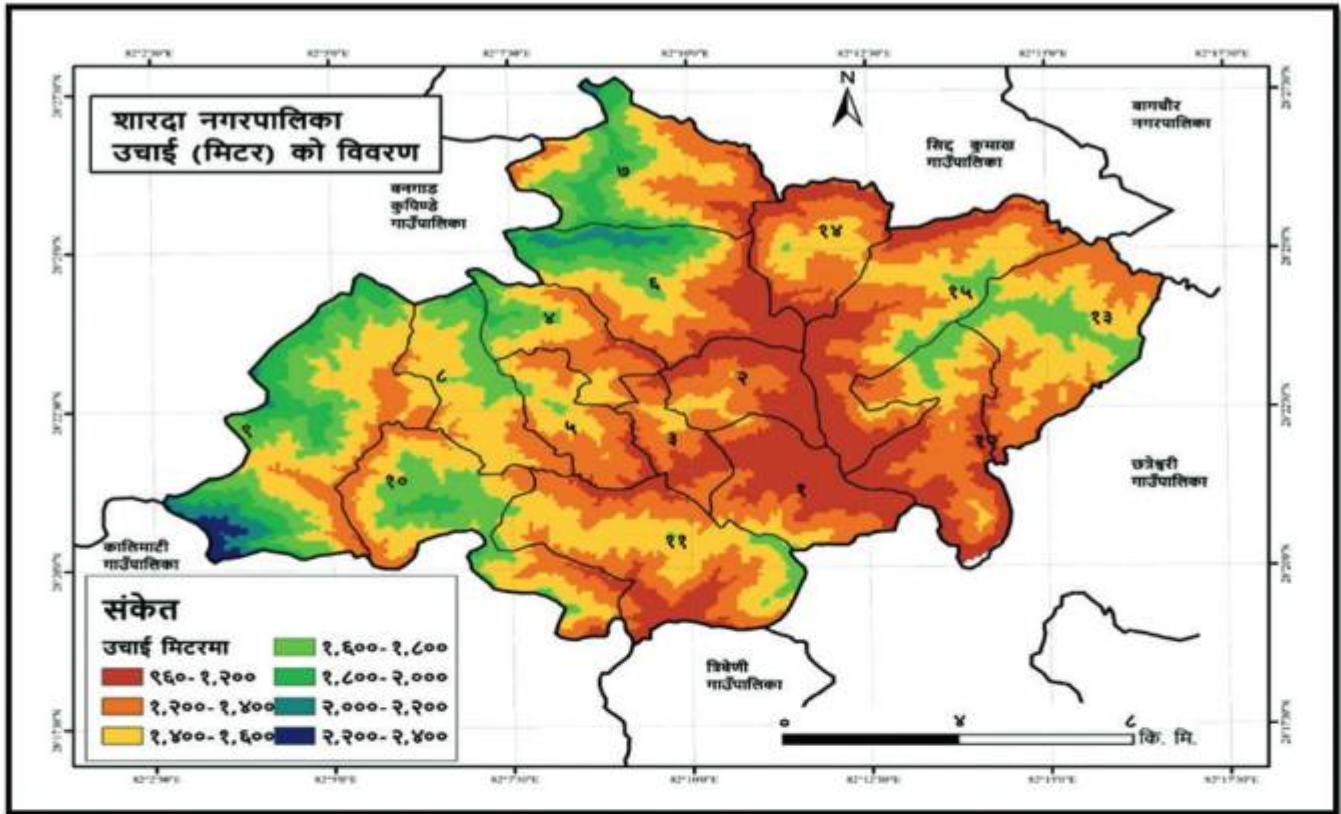 शारदा नगरपालिका
उचाई (मिटर) को विवरण
N
बागचौर
नगरपालिका
सिद्ध कुमाख
गाउँपालिका
बनगाड
कुपिण्डे
गाउँपालिका
७
१४
६
१५
१३
४
८
२
५
३
९
१२
१०
१
११
छत्रेश्वरी
गाउँपालिका
कालिमाटी
गाउँपालिका
त्रिवेणी
गाउँपालिका
संकेत
उचाई मिटरमा
९६०-१,२००
१,२००-१,४००
१,४००-१,६००
१,६००-१,८००
१,८००-२,०००
२,०००-२,२००
२,२००-२,४००
० ४ ८
कि. मि.